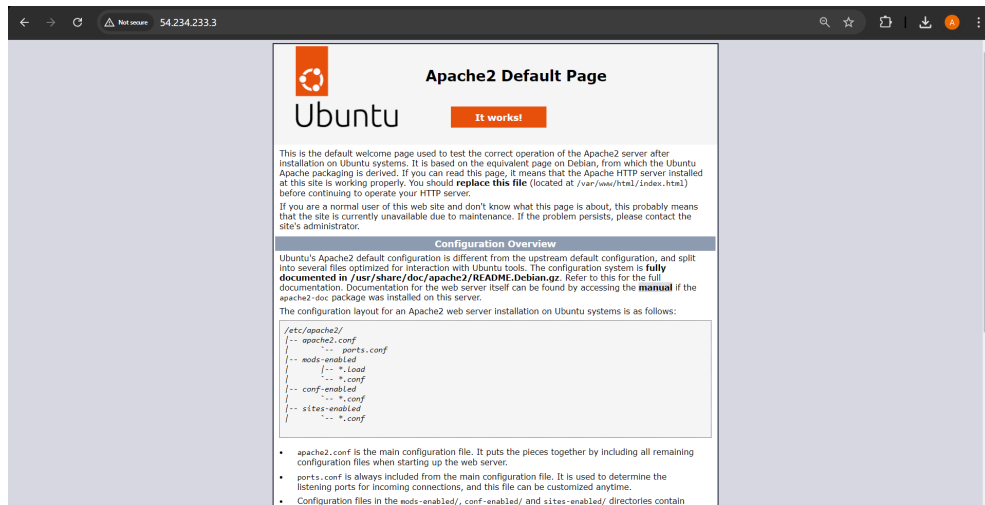 Not secure 54.234.233.3
A
Apache2 Default Page
Ubuntu
It works!
This is the default welcome page used to test the correct operation of the Apache2 server after
installation on Ubuntu systems. It is based on the equivalent page on Debian, from which the Ubuntu
Apache packaging is derived. If you can read this page, it means that the Apache HTTP server installed
at this site is working properly. You should replace this file (located at /var/www/html/index.html)
before continuing to operate your HTTP server.
If you are a normal user of this web site and don't know what this page is about, this probably means
that the site is currently unavailable due to maintenance. If the problem persists, please contact the
site's administrator.
Configuration Overview
Ubuntu's Apache2 default configuration is different from the upstream default configuration, and split
into several files optimized for interaction with Ubuntu tools. The configuration system is fully
documented in /usr/share/doc/apache2/README.Debian.gz. Refer to this for the full
documentation. Documentation for the web server itself can be found by accessing the manual if the
apache2-doc package was installed on this server.
The configuration layout for an Apache2 web server installation on Ubuntu systems is as follows:
/etc/apache2/
|-- apache2.conf
|       `--  ports.conf
|-- mods-enabled
|       |-- *.load
|       `-- *.conf
|-- conf-enabled
|       `-- *.conf
|-- sites-enabled
|       `-- *.conf
• apache2.conf is the main configuration file. It puts the pieces together by including all remaining
configuration files when starting up the web server.
• ports.conf is always included from the main configuration file. It is used to determine the
listening ports for incoming connections, and this file can be customized anytime.
• Configuration files in the mods-enabled/, conf-enabled/ and sites-enabled/ directories contain